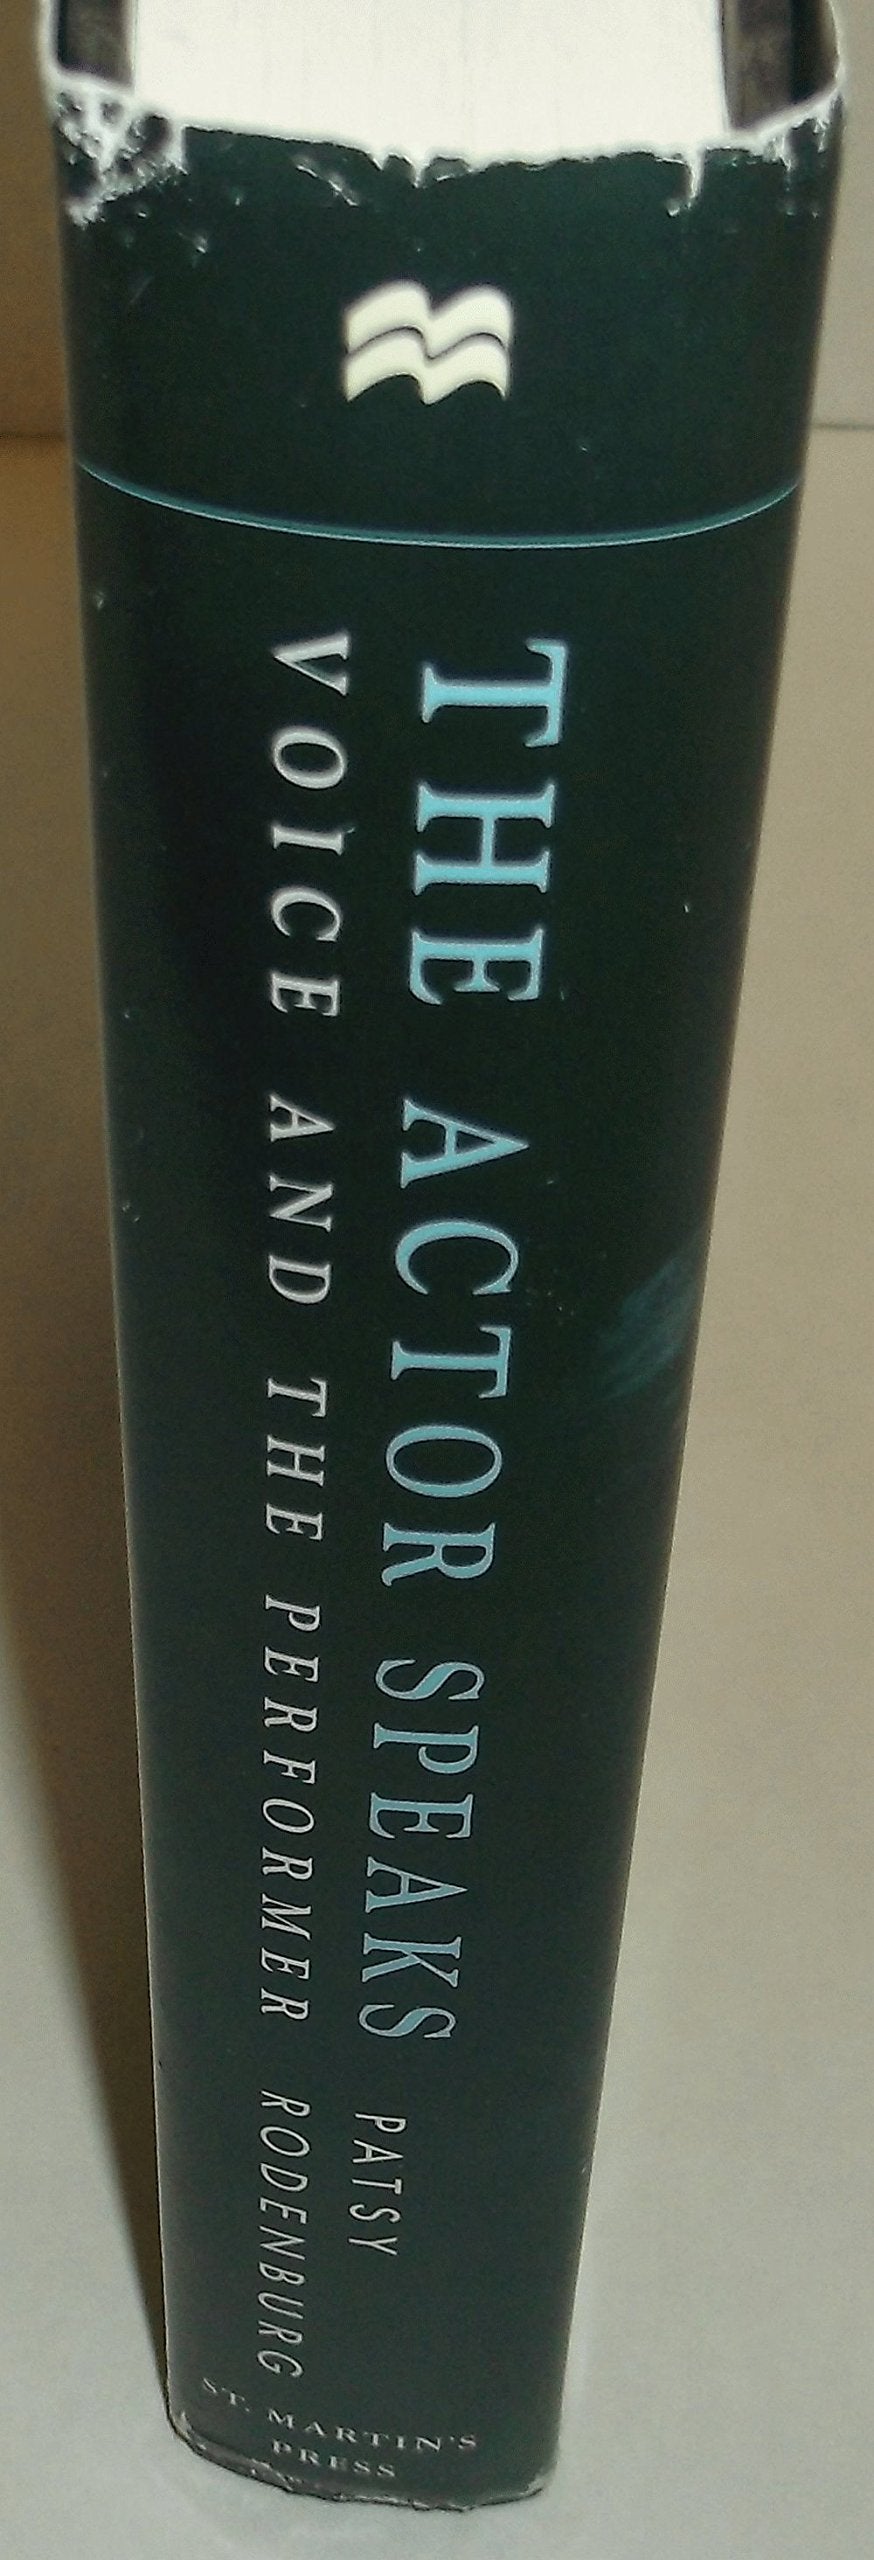 THE ACTOR SPEAKS
VOICE AND THE PERFORMER
PATSY
RODENBURG
ST. MARTIN'S
PRESS